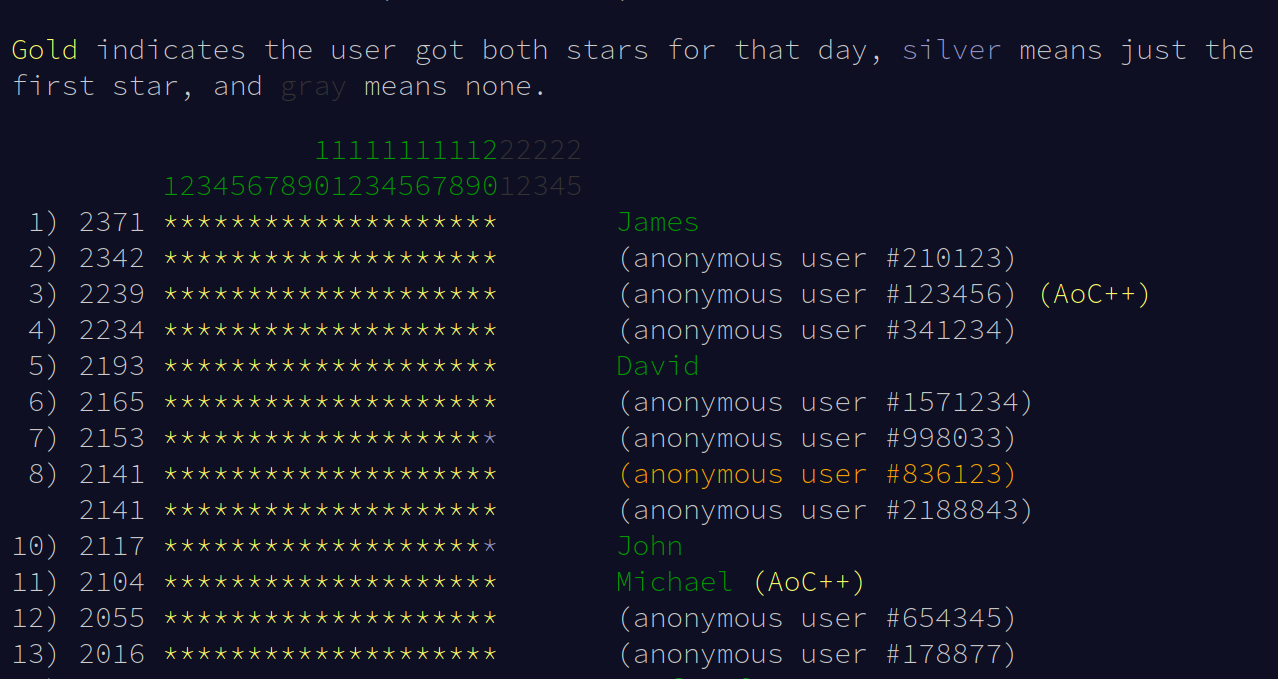 Gold indicates the user got both stars for that day, silver means just the
first star, and gray means none.
1111111111222222
1234567890123456789012345
1) 2371 ******************** James
2) 2342 ******************** (anonymous user #210123)
3) 2239 ******************** (anonymous user #123456) (AoC++)
4) 2234 ******************** (anonymous user #341234)
5) 2193 ******************** David
6) 2165 ******************** (anonymous user #1571234)
7) 2153 ******************** (anonymous user #998033)
8) 2141 ******************** (anonymous user #836123)
2141 ******************** (anonymous user #2188843)
10) 2117 ******************** John
11) 2104 ******************** Michael (AoC++)
12) 2055 ******************** (anonymous user #654345)
13) 2016 ******************** (anonymous user #178877)